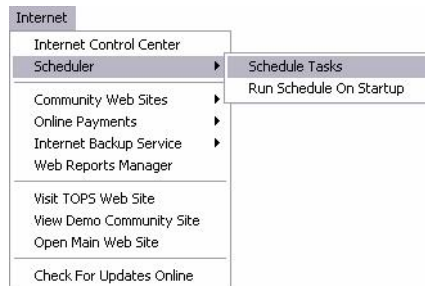 Internet
Internet Control Center
Scheduler
Schedule Tasks
Run Schedule On Startup
Community Web Sites
Online Payments
Internet Backup Service
Web Reports Manager
Visit TOPS Web Site
View Demo Community Site
Open Main Web Site
Check For Updates Online